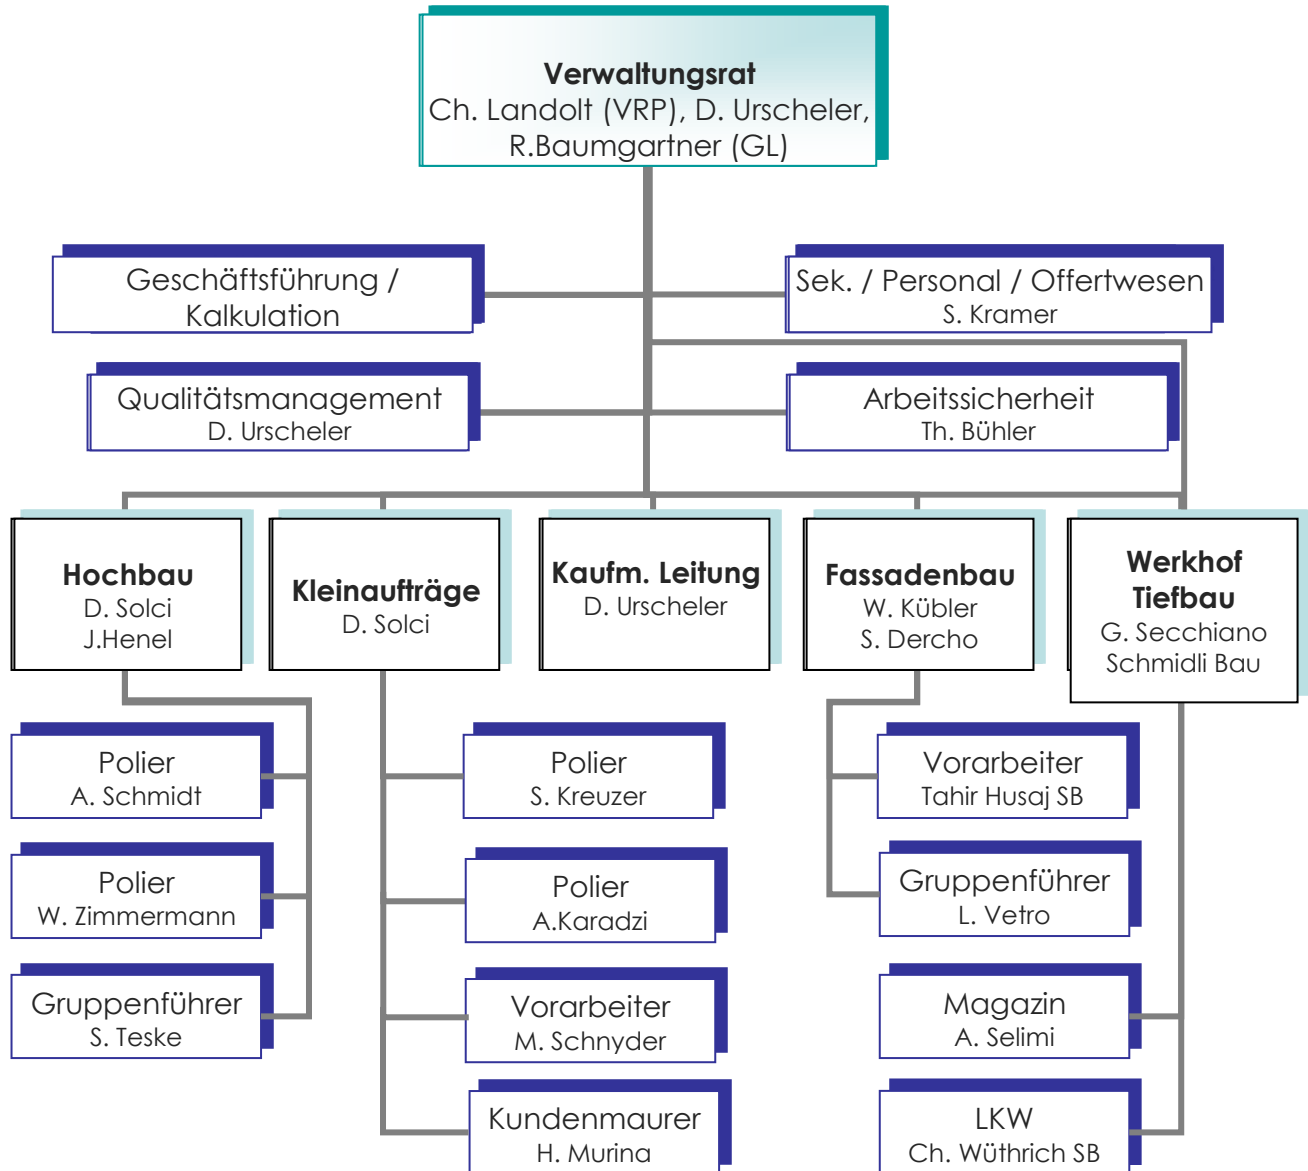 Verwaltungsrat
Ch. Landolt (VRP), D. Urscheler,
R.Baumgartner (GL)
Geschäftsführung /
Kalkulation
Sek. / Personal / Offertwesen
S. Kramer
Qualitätsmanagement
D. Urscheler
Arbeitssicherheit
Th. Bühler
Hochbau
D. Solci
J.Henel
Kleinaufträge
D. Solci
Kaufm. Leitung
D. Urscheler
Fassadenbau
W. Kübler
S. Dercho
Werkhof
Tiefbau
G. Secchiano
Schmidli Bau
Polier
A. Schmidt
Polier
W. Zimmermann
Gruppenführer
S. Teske
Polier
S. Kreuzer
Polier
A.Karadzi
Vorarbeiter
M. Schnyder
Kundenmaurer
H. Murina
Vorarbeiter
Tahir Husaj SB
Gruppenführer
L. Vetro
Magazin
A. Selimi
LKW
Ch. Wüthrich SB